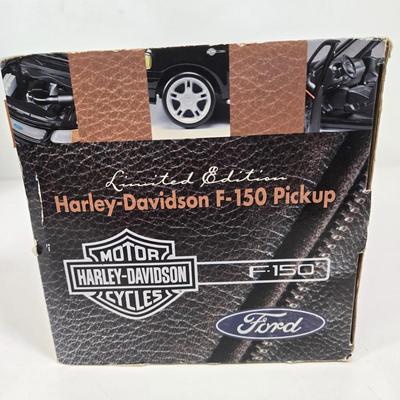 Limited Edition
Harley-Davidson F-150 Pickup
MOTOR
HARLEY-DAVIDSON
CYCLES
F-150
Ford